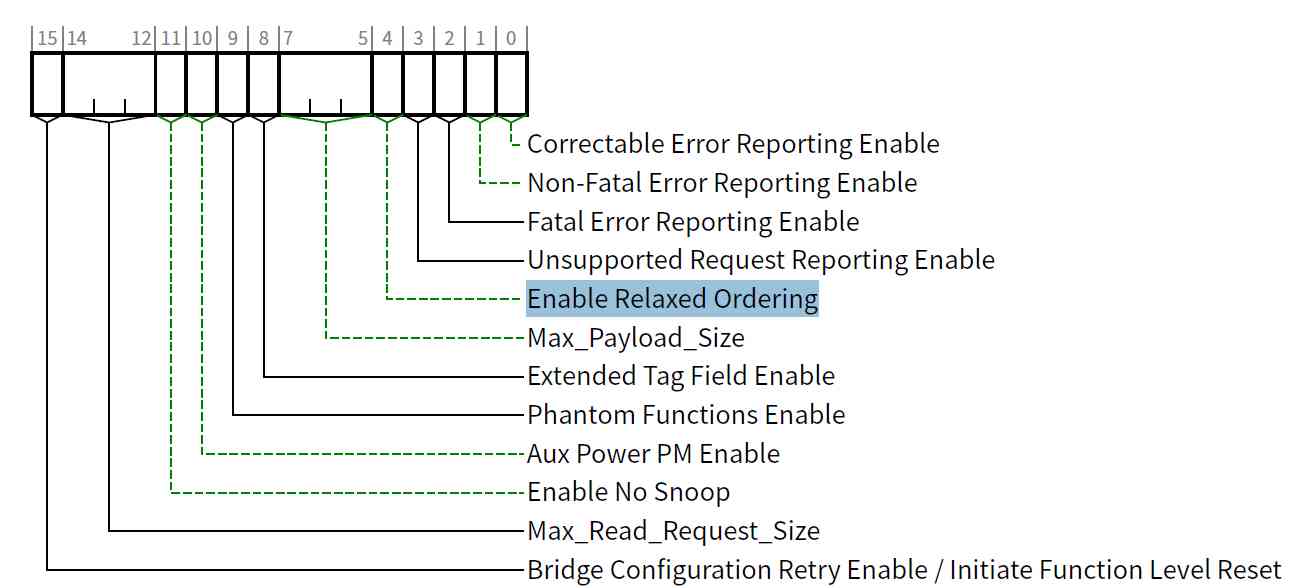 15 14 12 11 10 9 8 7 5 4 3 2 1 0
Correctable Error Reporting Enable
Non-Fatal Error Reporting Enable
Fatal Error Reporting Enable
Unsupported Request Reporting Enable
Enable Relaxed Ordering
Max_Payload_Size
Extended Tag Field Enable
Phantom Functions Enable
Aux Power PM Enable
Enable No Snoop
Max_Read_Request_Size
Bridge Configuration Retry Enable / Initiate Function Level Reset